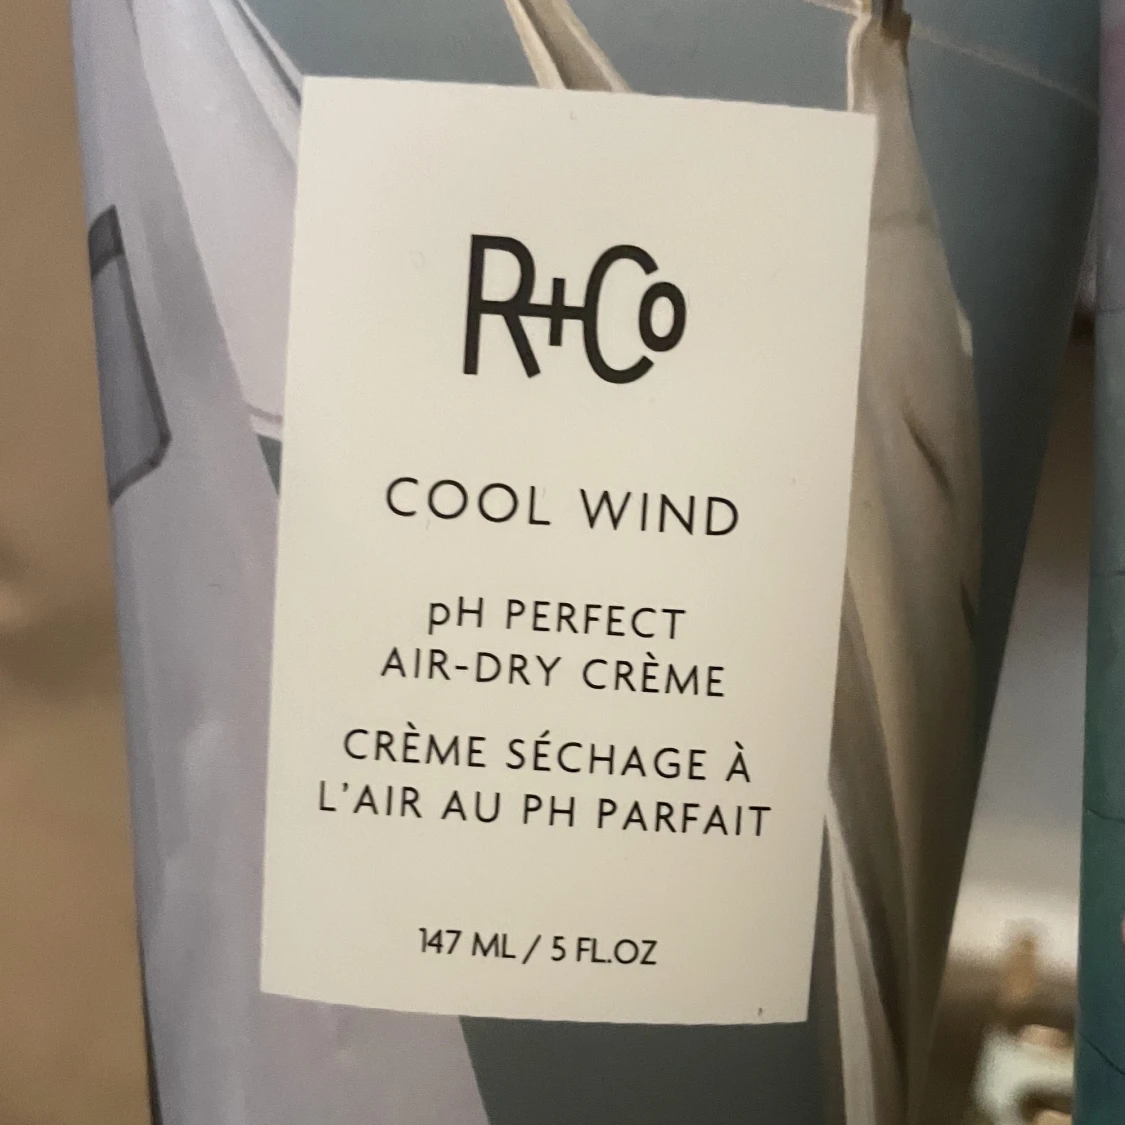 R+Co
COOL WIND
pH PERFECT
AIR-DRY CRÈME
CRÈME SÉCHAGE À
L'AIR AU PH PARFAIT
147 ML / 5 FL.OZ